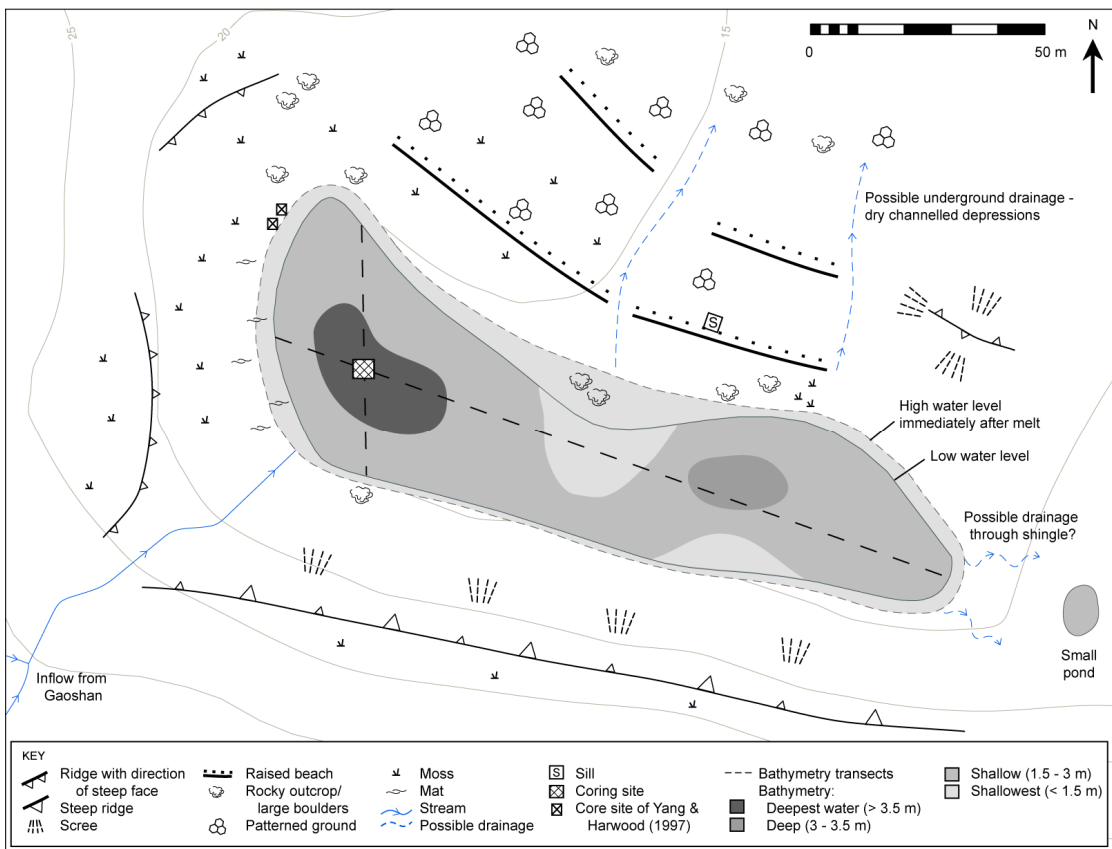 25
20
15
0
50 m
N
Possible underground drainage -
dry channelled depressions
S
High water level
immediately after melt
Low water level
Possible drainage
through shingle?
Small
pond
Inflow from
Gaoshan
KEY
Ridge with direction
of steep face
Steep ridge
Scree
Raised beach
Rocky outcrop/
large boulders
Patterned ground
Moss
Mat
Stream
Possible drainage
S
Sill
Coring site
Core site of Yang &
Harwood (1997)
Bathymetry transects
Bathymetry:
Deepest water (> 3.5 m)
Deep (3 - 3.5 m)
Shallow (1.5 - 3 m)
Shallowest (< 1.5 m)